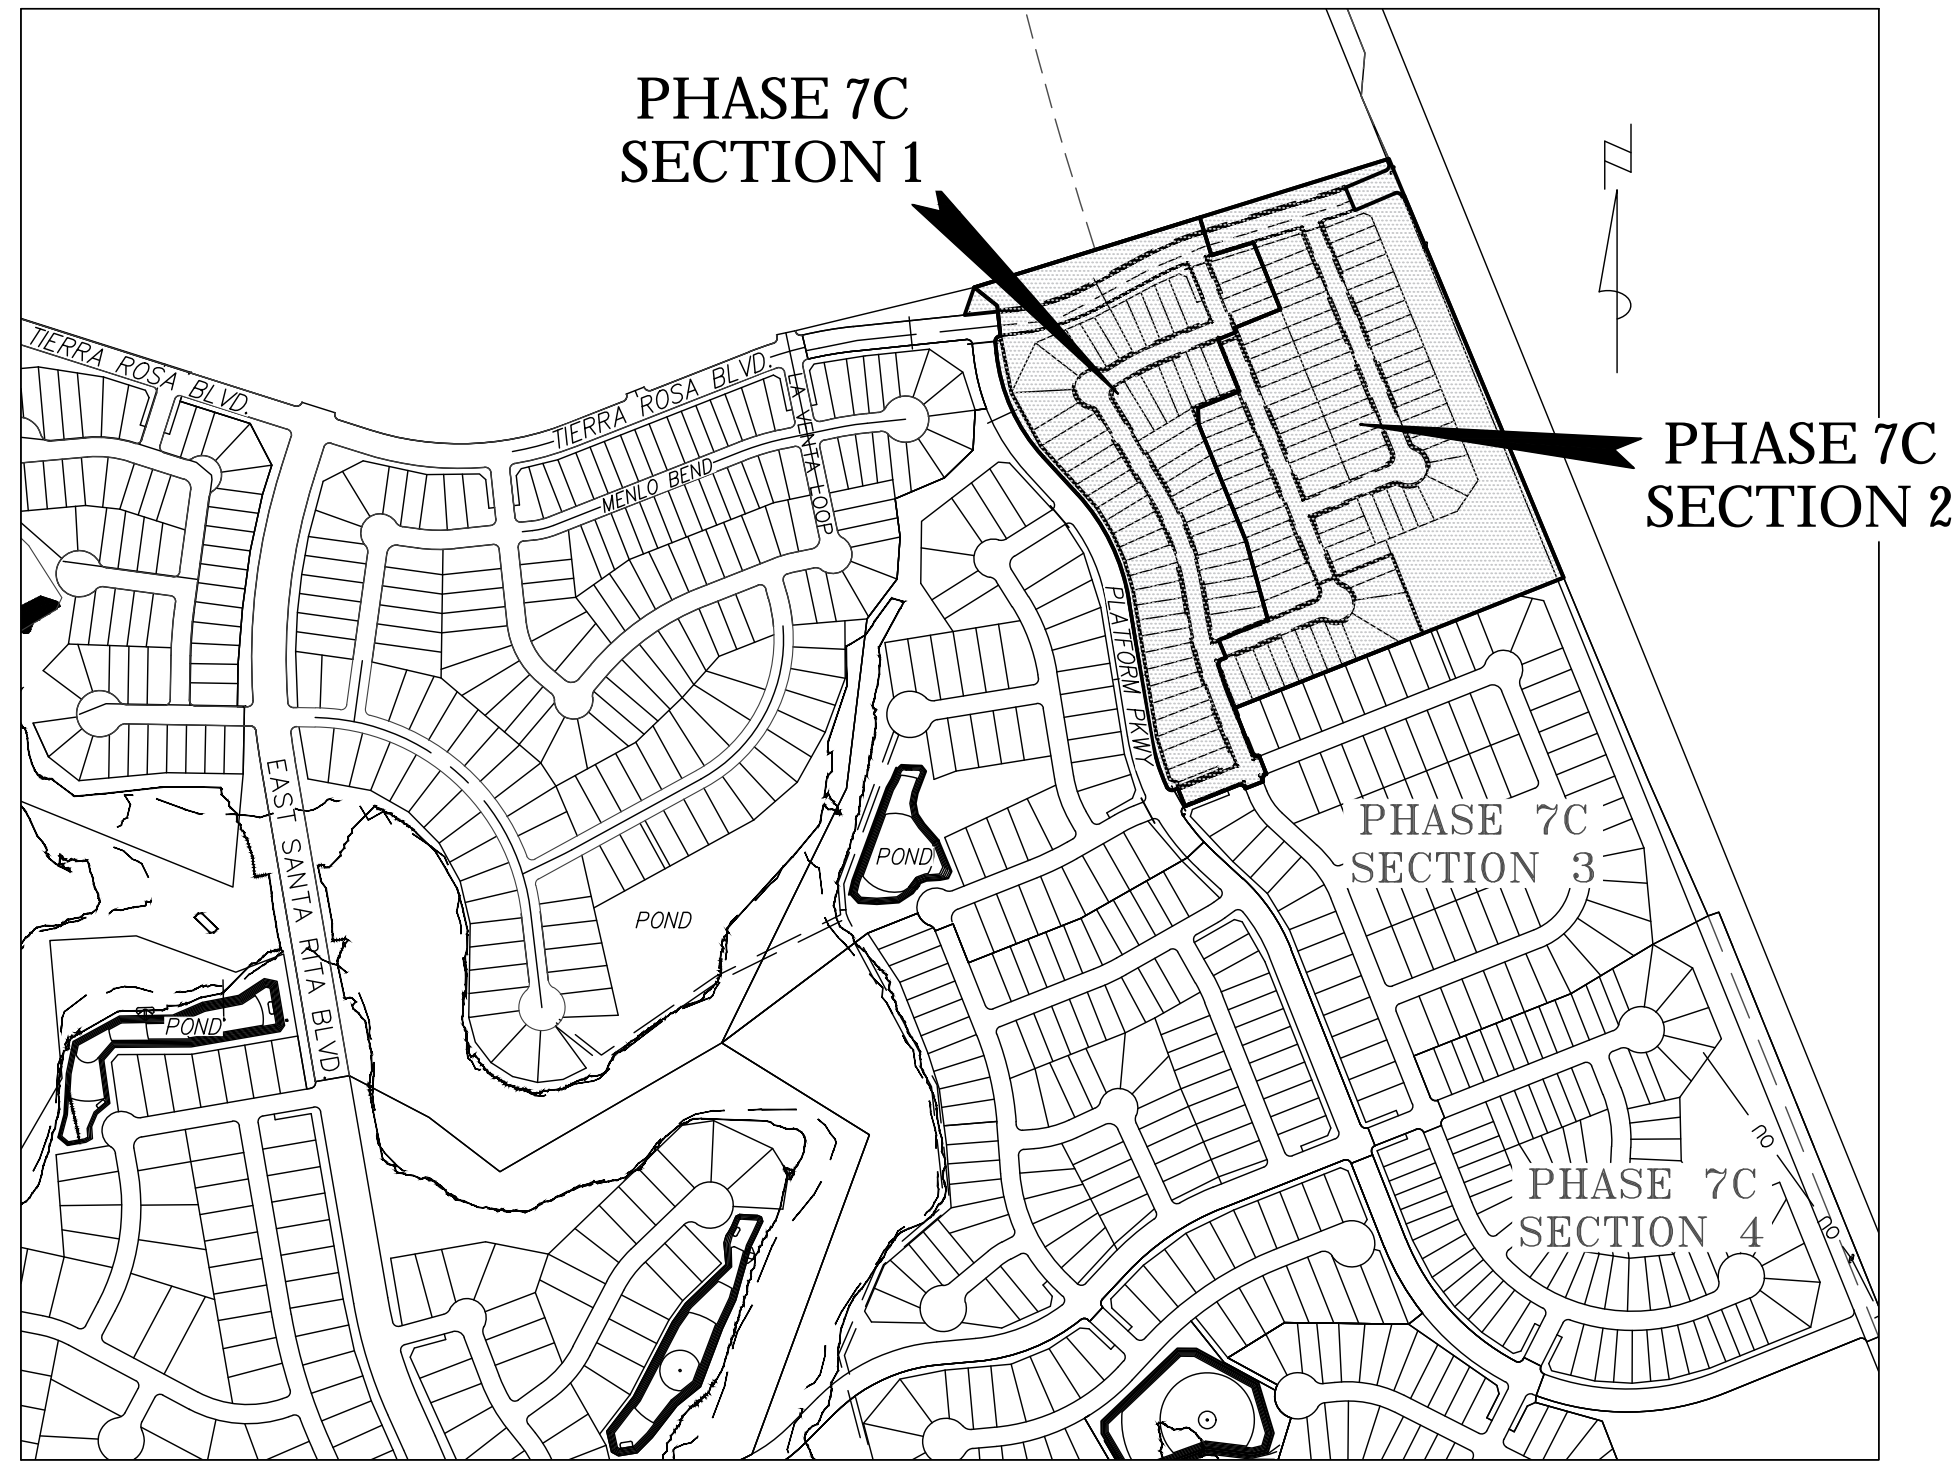 PHASE 7C
SECTION 1
N
TIERRA ROSA BLVD.
TIERRA ROSA BLVD.
LA VENTA LOOP
MENLO BEND
PHASE 7C
SECTION 2
PLATFORM PKWY
EAST SANTA RITA BLVD.
PHASE 7C
SECTION 3
POND
POND
POND
PHASE 7C
SECTION 4